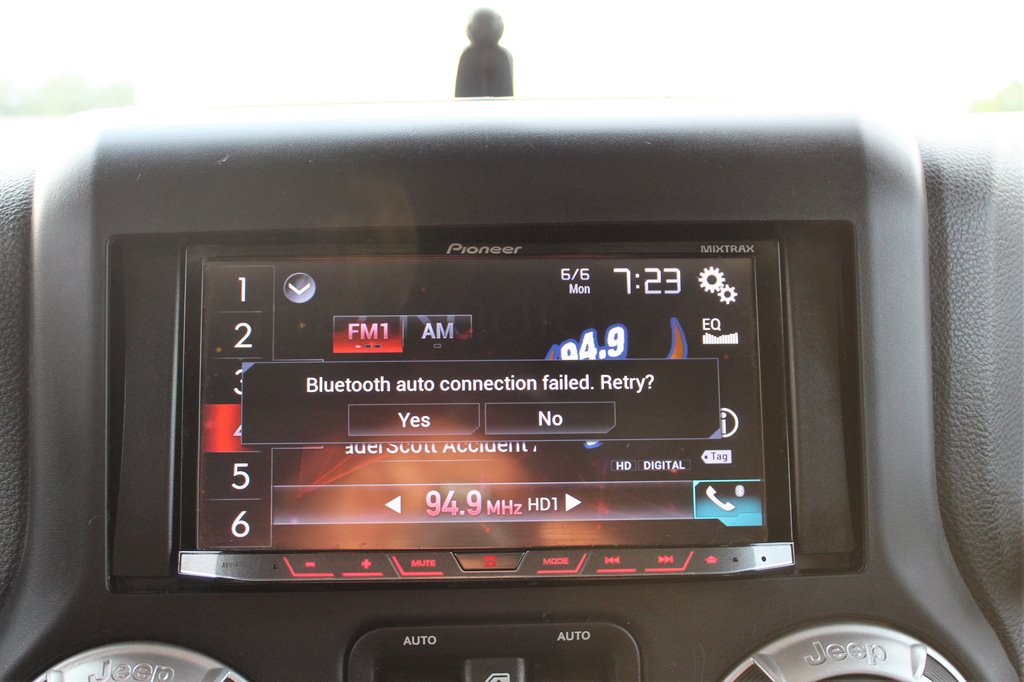 Pioneer
MIXTRAX
6/6
Mon
7:23
1
2
3
4
5
6
FM1
AM
EQ
94.9
Bluetooth auto connection failed. Retry?
Yes
No
Scott Accident
Tag
HD DIGITAL
94.9 MHz HD1
MUTE
MODE
AUTO
AUTO
Jeep
Jeep